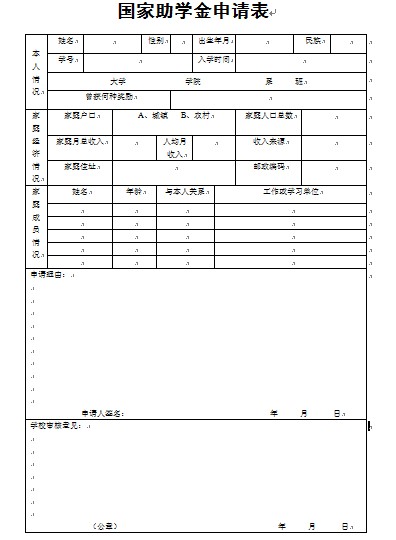 国家助学金申请表
本人情况 姓名 性别 出生年月 民族
学号 入学时间
大学 学院 系 班
曾获何种奖励
家庭经济情况 家庭户口 A、城镇 B、农村 家庭人口总数
家庭月总收入 人均月收入 收入来源
家庭住址 邮政编码
家庭成员情况 姓名 年龄 与本人关系 工作或学习单位
申请理由：
申请人签名： 年 月 日
学校审核意见：
（公章） 年 月 日